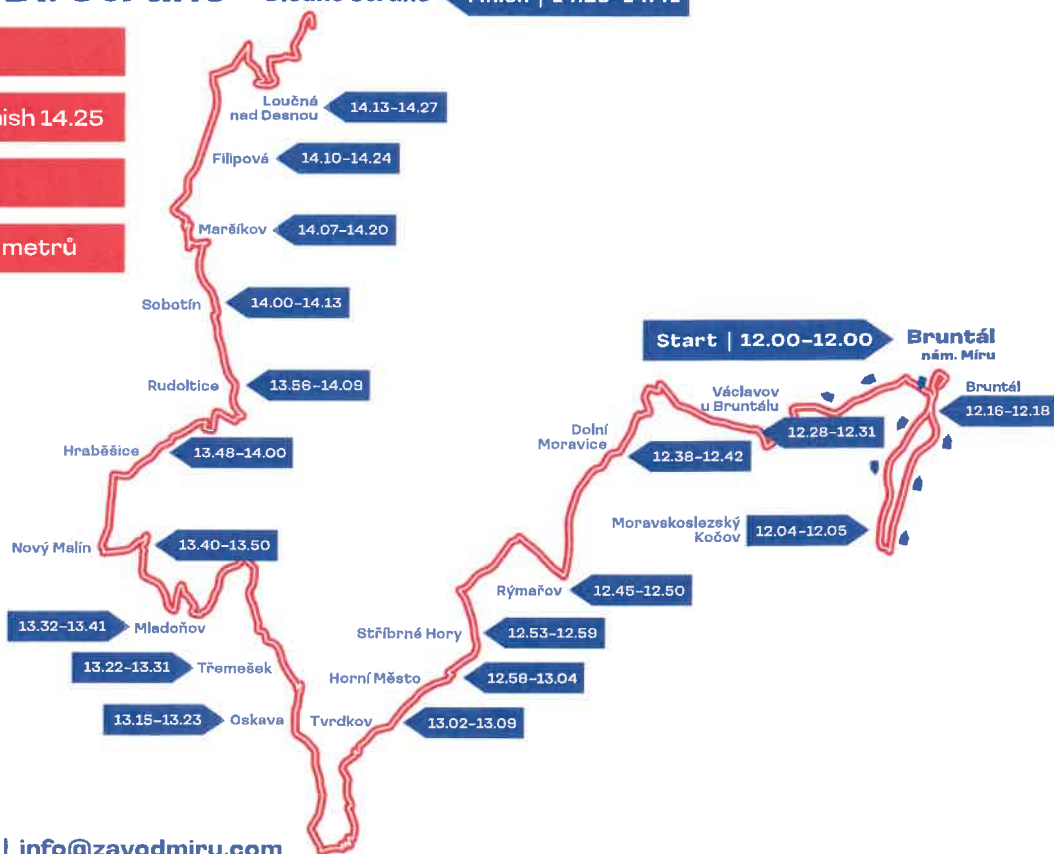 Loučná
nad Desnou
14.13–14.27
nish 14.25
Filipová
14.10–14.24
Maršíkov
14.07–14.20
metrů
Sobotín
14.00–14.13
Start | 12.00–12.00
Bruntál
nám. Míru
Rudoltice
13.56–14.09
Václavov
u Bruntálu
Bruntál
12.16–12.18
12.28–12.31
Dolní
Moravice
12.38–12.42
Hraběšice
13.48–14.00
Moravskoslezský
Kočov
12.04–12.05
Nový Malín
13.40–13.50
Rýmařov
12.45–12.50
13.32–13.41
Mladoňov
Stříbrné Hory
12.53–12.59
13.22–13.31
Třemešek
Horní Město
12.58–13.04
13.15–13.23
Oskava
Tvrdkov
13.02–13.09
| info@zavodmiru.com